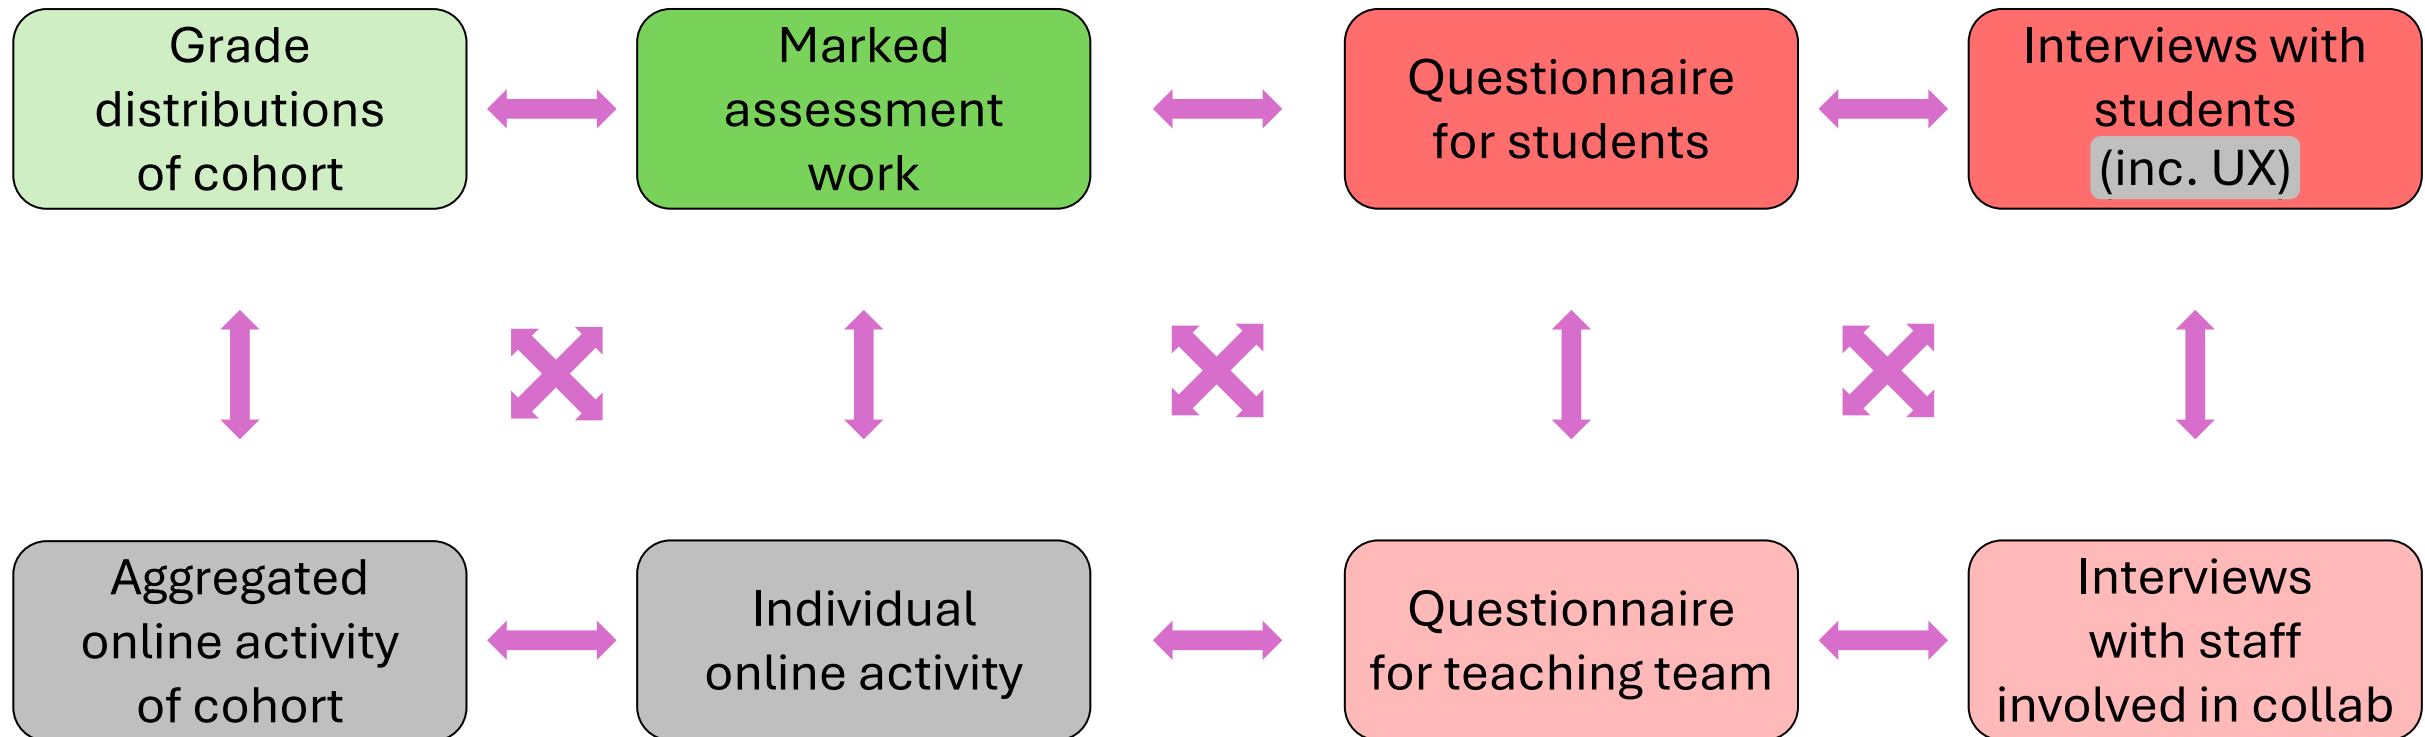 Grade
distributions
of cohort
Marked
assessment
work
Questionnaire
for students
Interviews with
students
(inc. UX)
Aggregated
online activity
of cohort
Individual
online activity
Questionnaire
for teaching team
Interviews
with staff
involved in collab